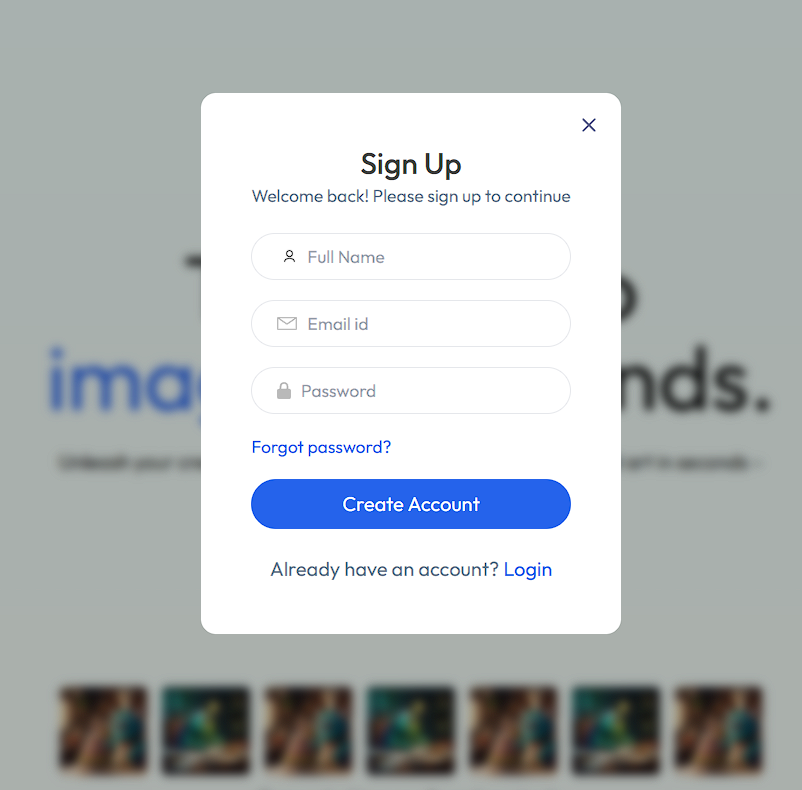 Sign Up
Welcome back! Please sign up to continue
Full Name
Email id
Password
Forgot password?
Create Account
Already have an account? Login
nds.